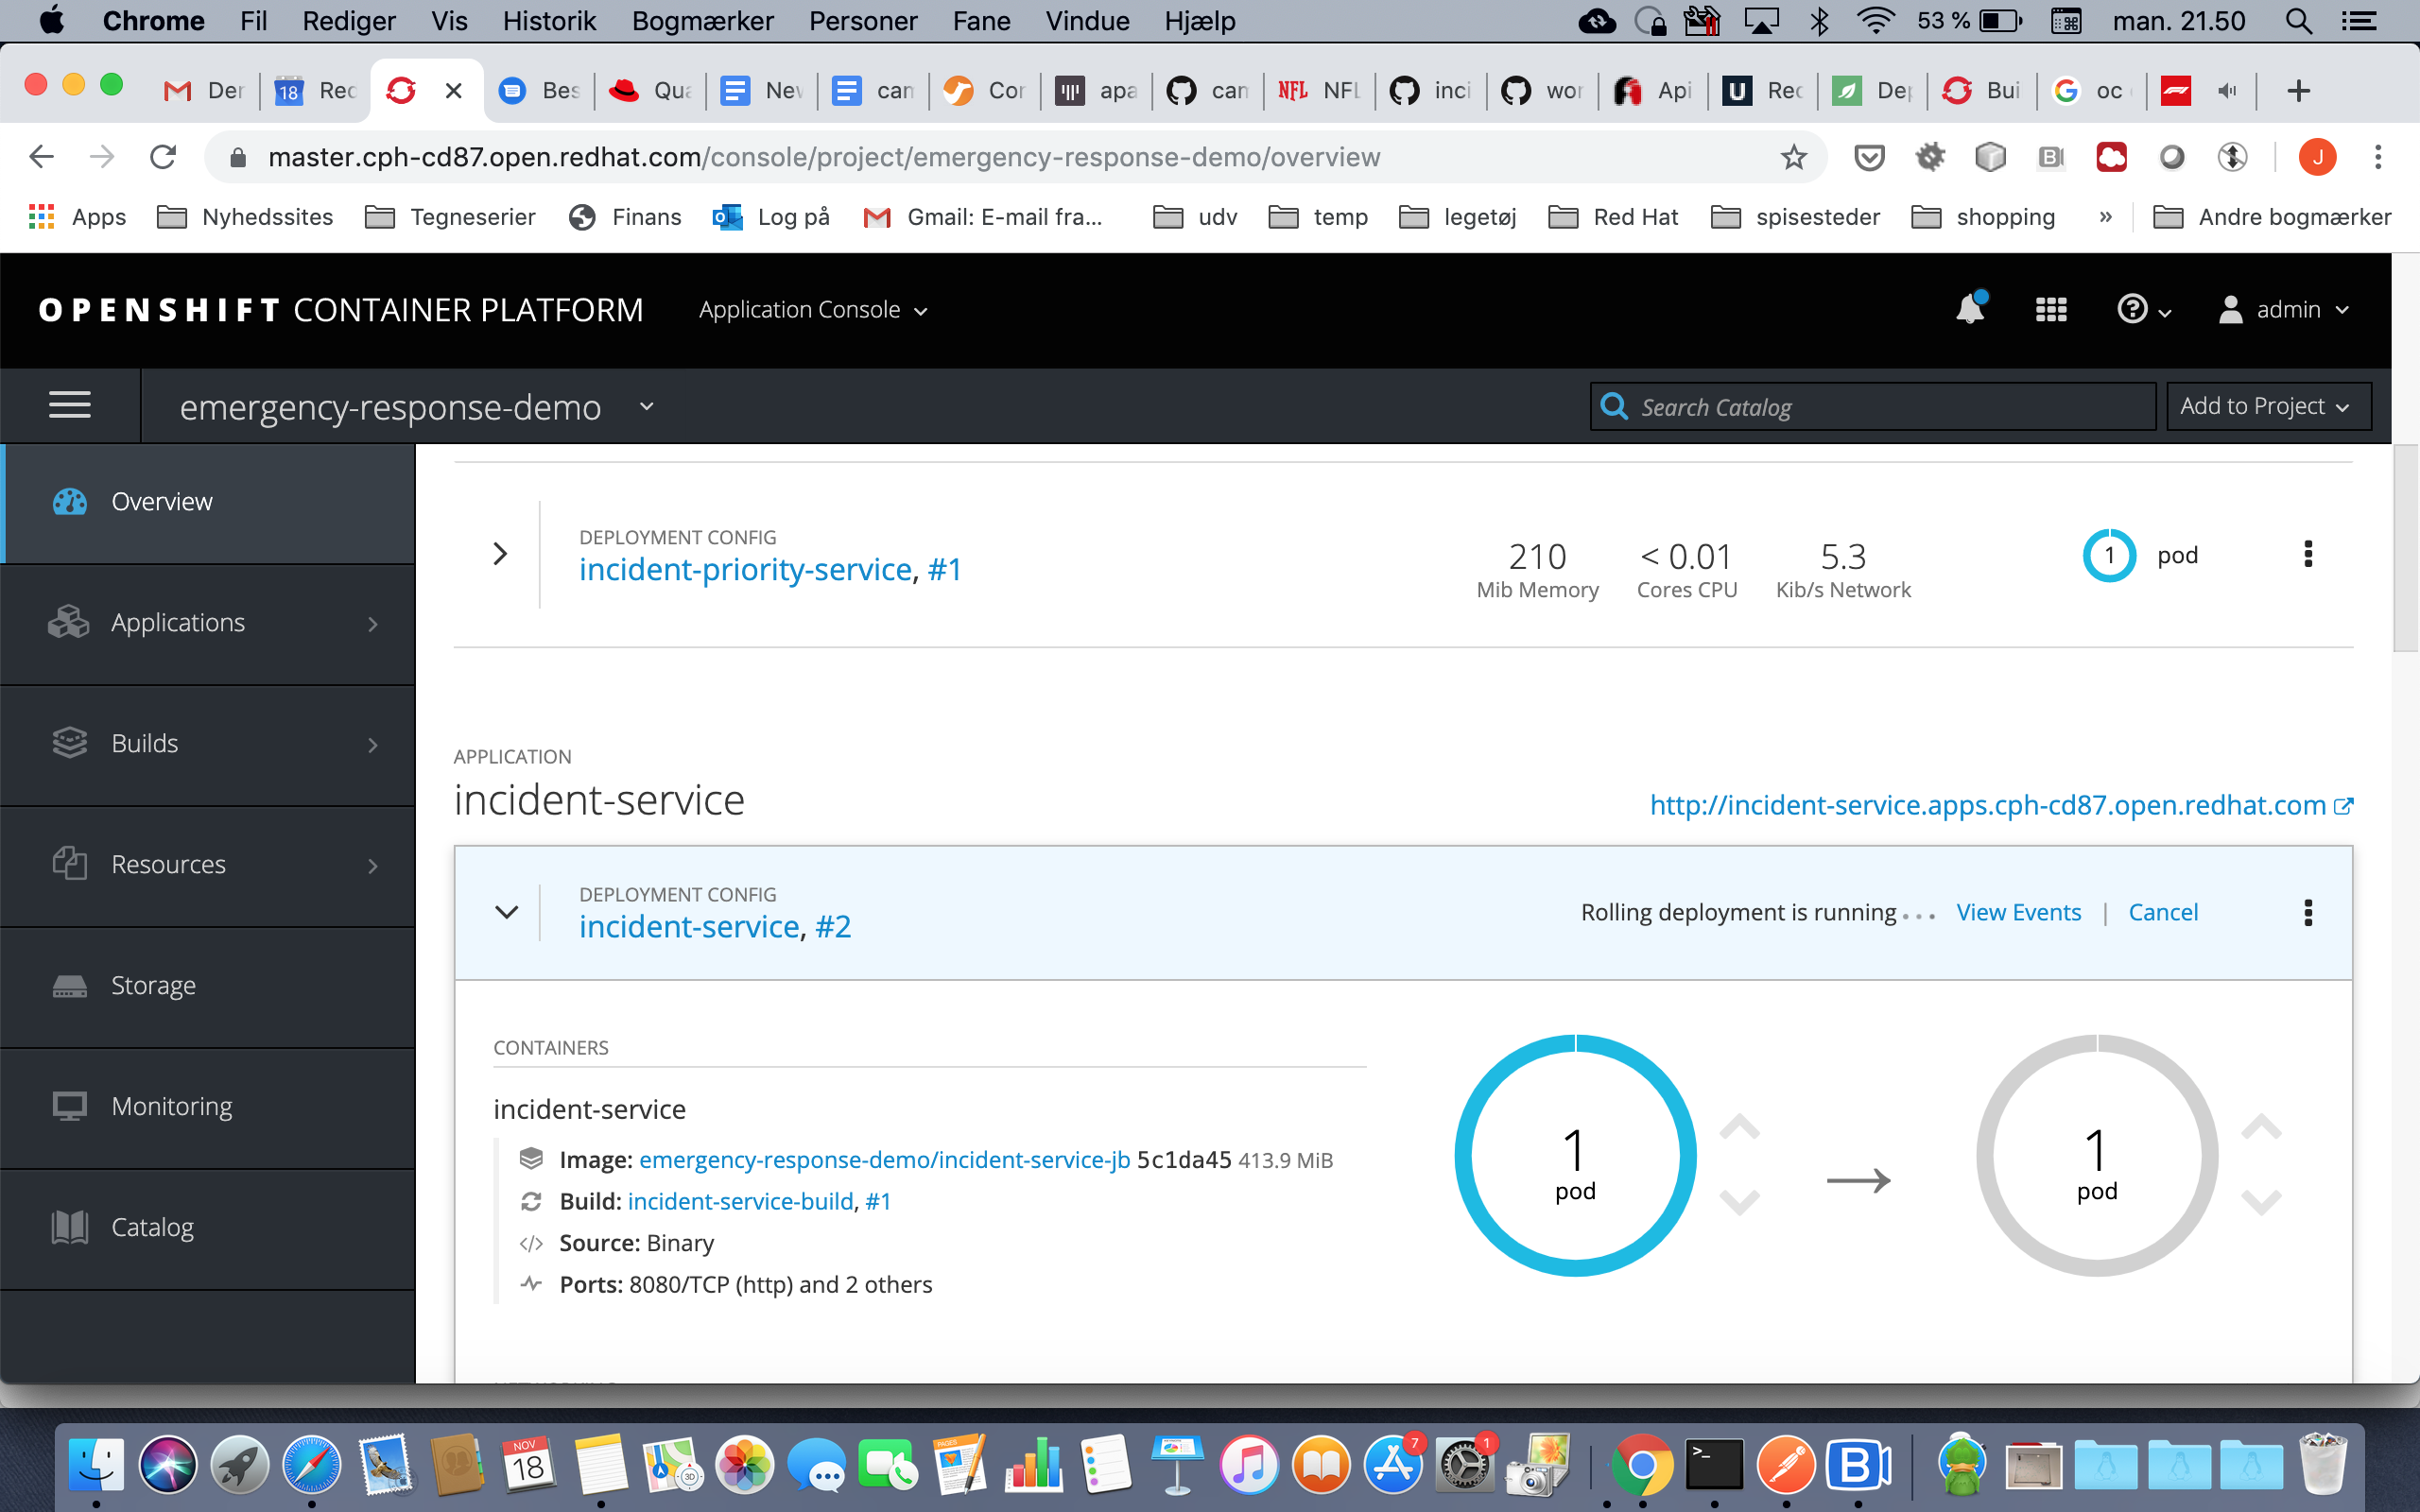 Chrome Fil Rediger Vis Historik Bogmærker Personer Fane Vindue Hjælp 53 % man. 21.50
Der 18 Rec Bes Qua Nev can Cor apa can NFL NFL inci wor Api U Rec Dep Bui oc
master.cph-cd87.open.redhat.com/console/project/emergency-response-demo/overview J
Apps Nyhedssites Tegneserier Finans Log på Gmail: E-mail fra... udv temp legetøj Red Hat spisesteder shopping » Andre bogmærker
OPENSHIFT CONTAINER PLATFORM Application Console admin
emergency-response-demo Search Catalog Add to Project
Overview
Applications
Builds
Resources
Storage
Monitoring
Catalog
DEPLOYMENT CONFIG
incident-priority-service, #1
210 < 0.01 5.3
Mib Memory Cores CPU Kib/s Network
1 pod
APPLICATION
incident-service
http://incident-service.apps.cph-cd87.open.redhat.com
DEPLOYMENT CONFIG
incident-service, #2
Rolling deployment is running... View Events | Cancel
CONTAINERS
incident-service
Image: emergency-response-demo/incident-service-jb 5c1da45 413.9 MiB
Build: incident-service-build, #1
Source: Binary
Ports: 8080/TCP (http) and 2 others
1
pod
1
pod
NOV
18
3D
PAGES
7
1
B